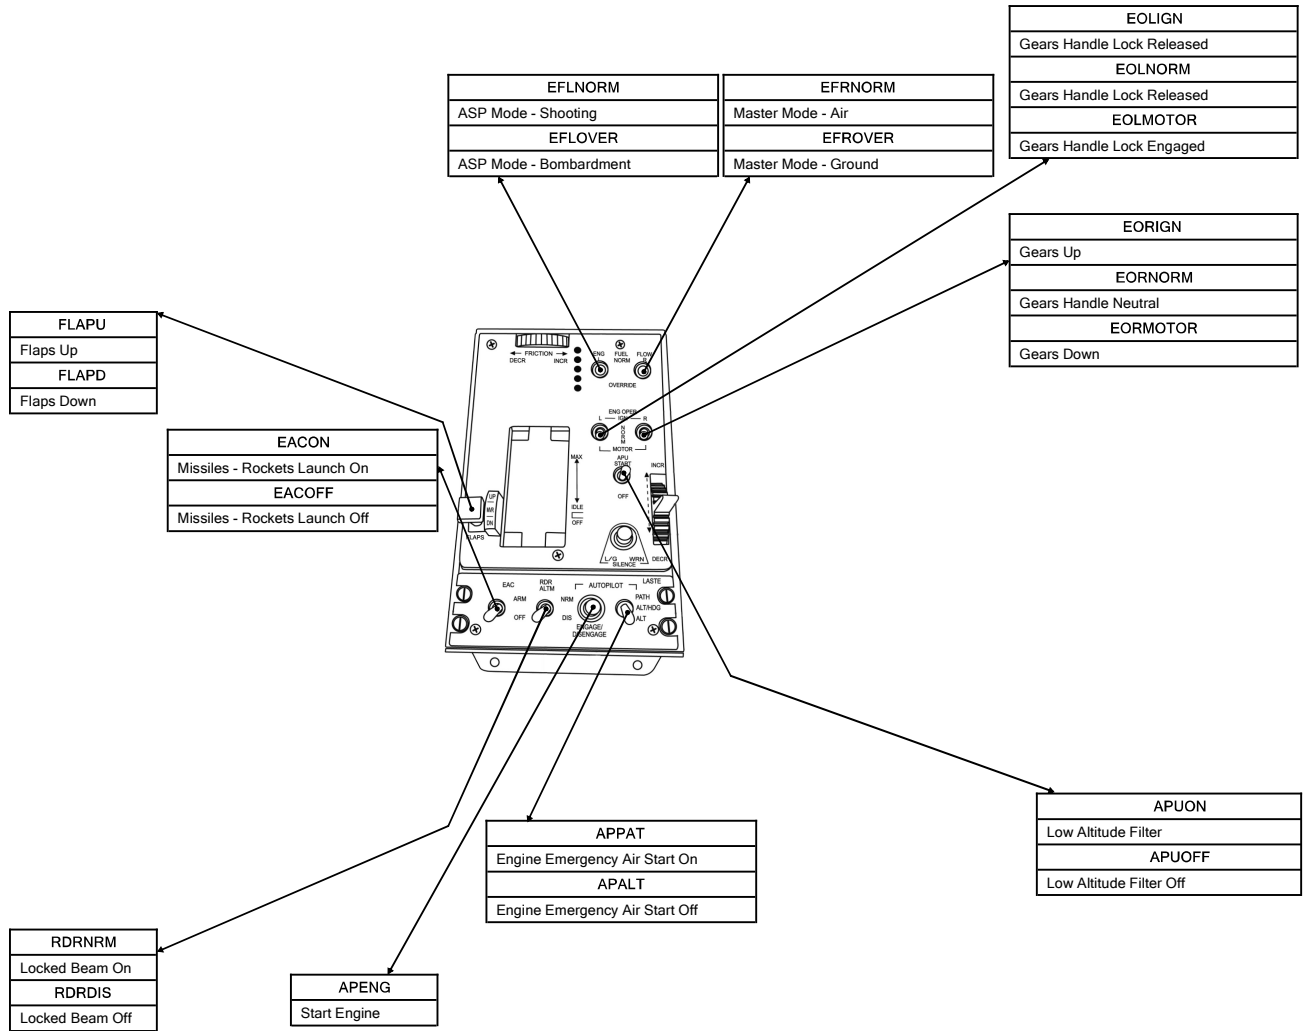 EOLIGN
Gears Handle Lock Released
EOLNORM
Gears Handle Lock Released
EOLMOTOR
Gears Handle Lock Engaged
EFLNORM
ASP Mode - Shooting
EFLOVER
ASP Mode - Bombardment
EFRNORM
Master Mode - Air
EFROVER
Master Mode - Ground
EORIGN
Gears Up
EORNORM
Gears Handle Neutral
EORMOTOR
Gears Down
FLAPU
Flaps Up
FLAPD
Flaps Down
EACON
Missiles - Rockets Launch On
EACOFF
Missiles - Rockets Launch Off
FRICTION
DECR
INCR
ENG
L
FUEL
NORM
FLOW
R
OVERRIDE
ENG OPER
L
IGN
R
NORM
MOTOR
APU
START
OFF
MAX
IDLE
OFF
INCR
DECR
UP
MVR
DN
FLAPS
L/G WRN
SILENCE
EAC
ARM
OFF
RDR
ALTM
NRM
DIS
AUTOPILOT
ENGAGE/
DISENGAGE
LASTE
PATH
ALT/HDG
ALT
APPAT
Engine Emergency Air Start On
APALT
Engine Emergency Air Start Off
APUON
Low Altitude Filter
APUOFF
Low Altitude Filter Off
RDRNRM
Locked Beam On
RDRDIS
Locked Beam Off
APENG
Start Engine